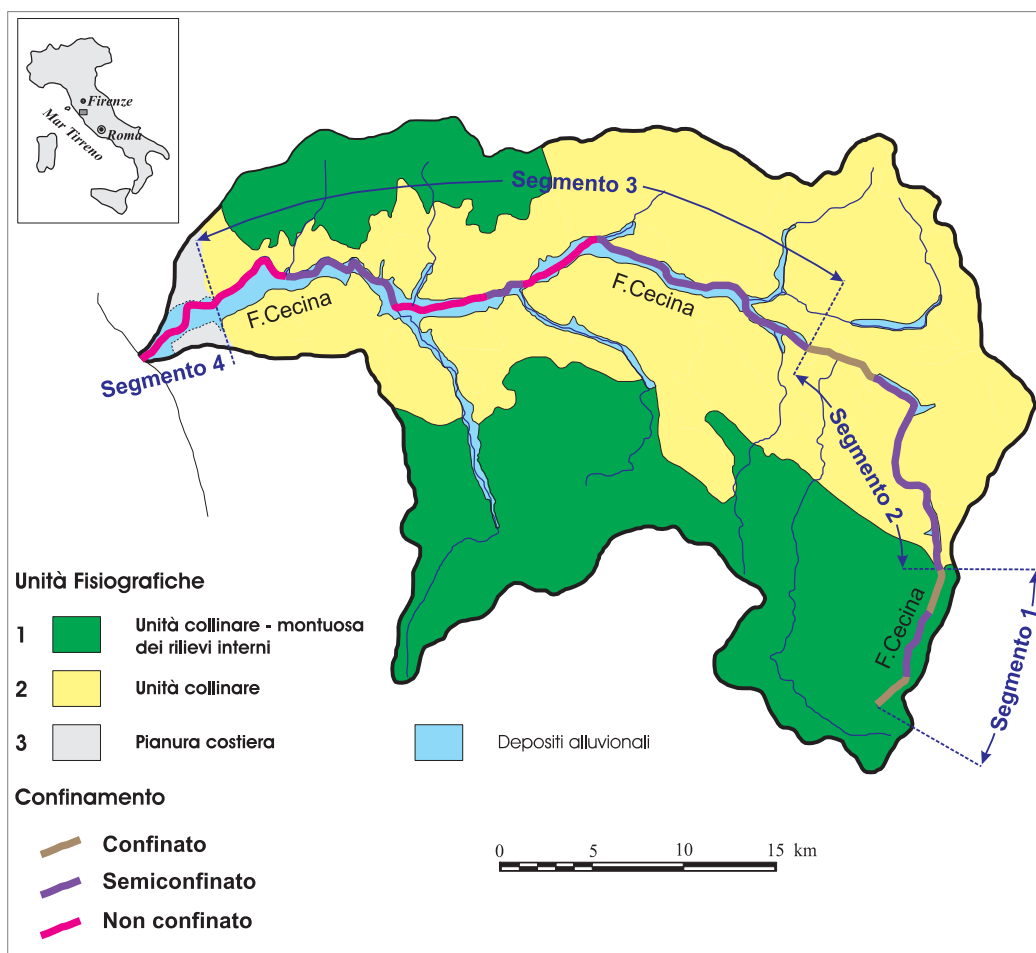 Firenze
Mar Tirreno
Roma
Segmento 3
F.Cecina
F.Cecina
Segmento 4
Segmento 2
F.Cecina
Segmento 1
Unità Fisiografiche
1 Unità collinare - montuosa
dei rilievi interni
2 Unità collinare
3 Pianura costiera
Depositi alluvionali
Confinamento
Confinato
Semiconfinato
Non confinato
0 5 10 15 km